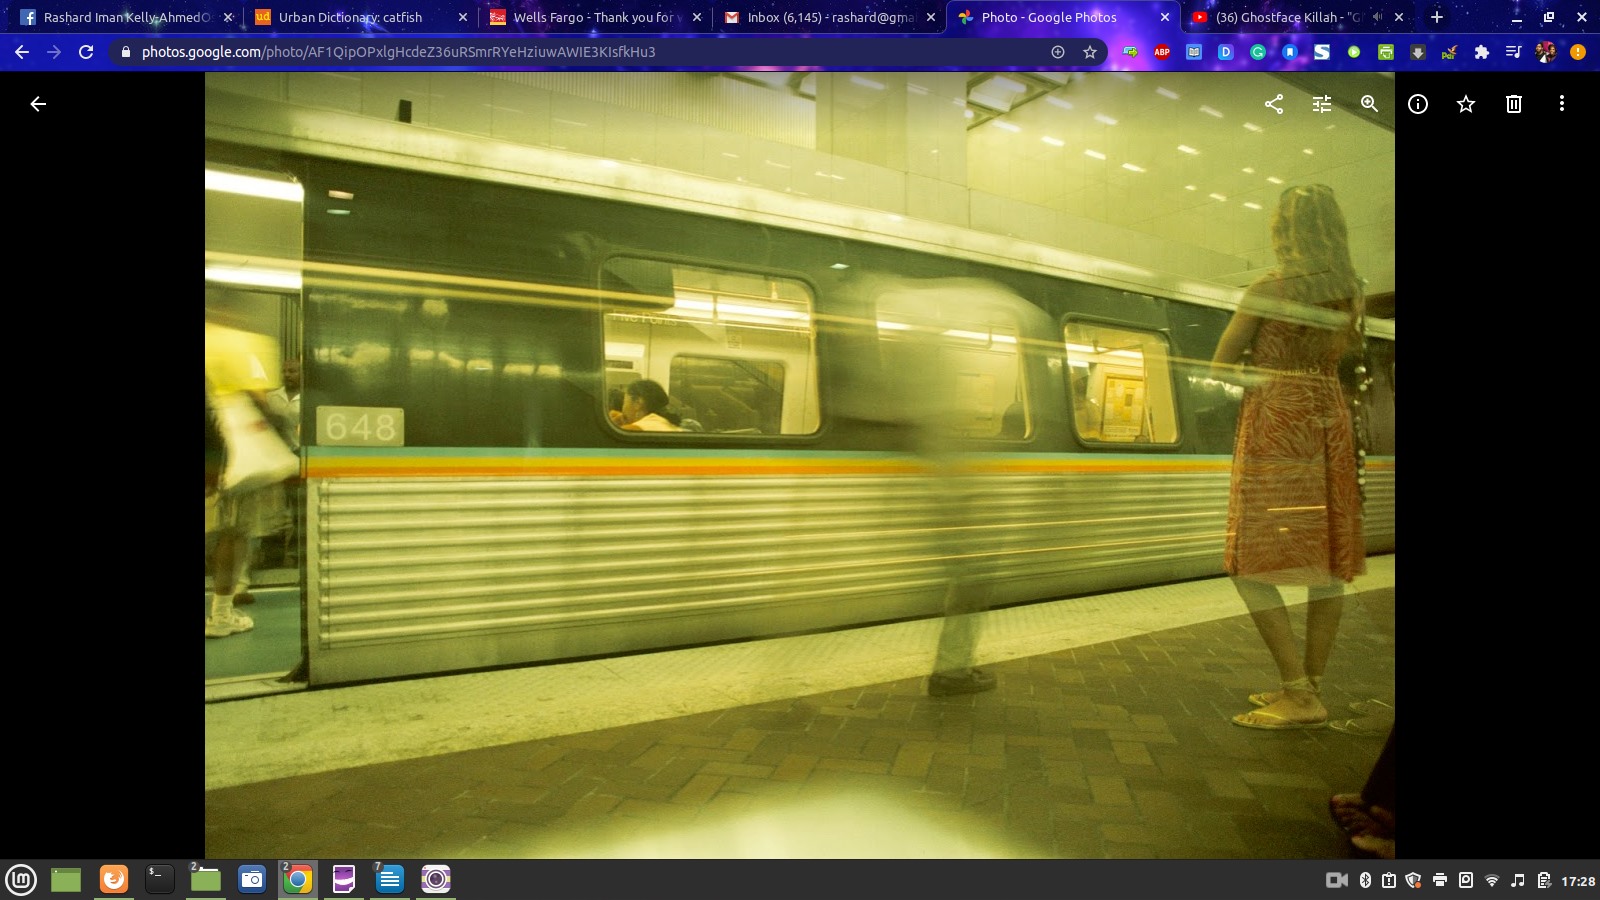 Rashard Iman Kelly-Ahmed
Urban Dictionary: catfish
Wells Fargo - Thank you for
Inbox (6,145) - rashard@gma
Photo - Google Photos
(36) Ghostface Killah - "G
photos.google.com/photo/AF1QipOPxlgHcdeZ36uRSmrRYeHziuwAWIE3KIsfkHu3
ABP
648
2
2
7
17:28